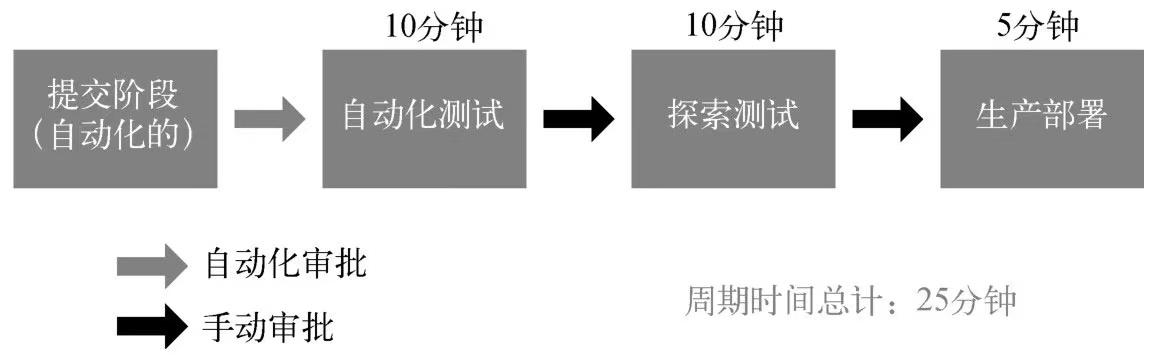 10分钟
10分钟
5分钟
提交阶段
（自动化的）
自动化测试
探索测试
生产部署
自动化审批
手动审批
周期时间总计：25分钟